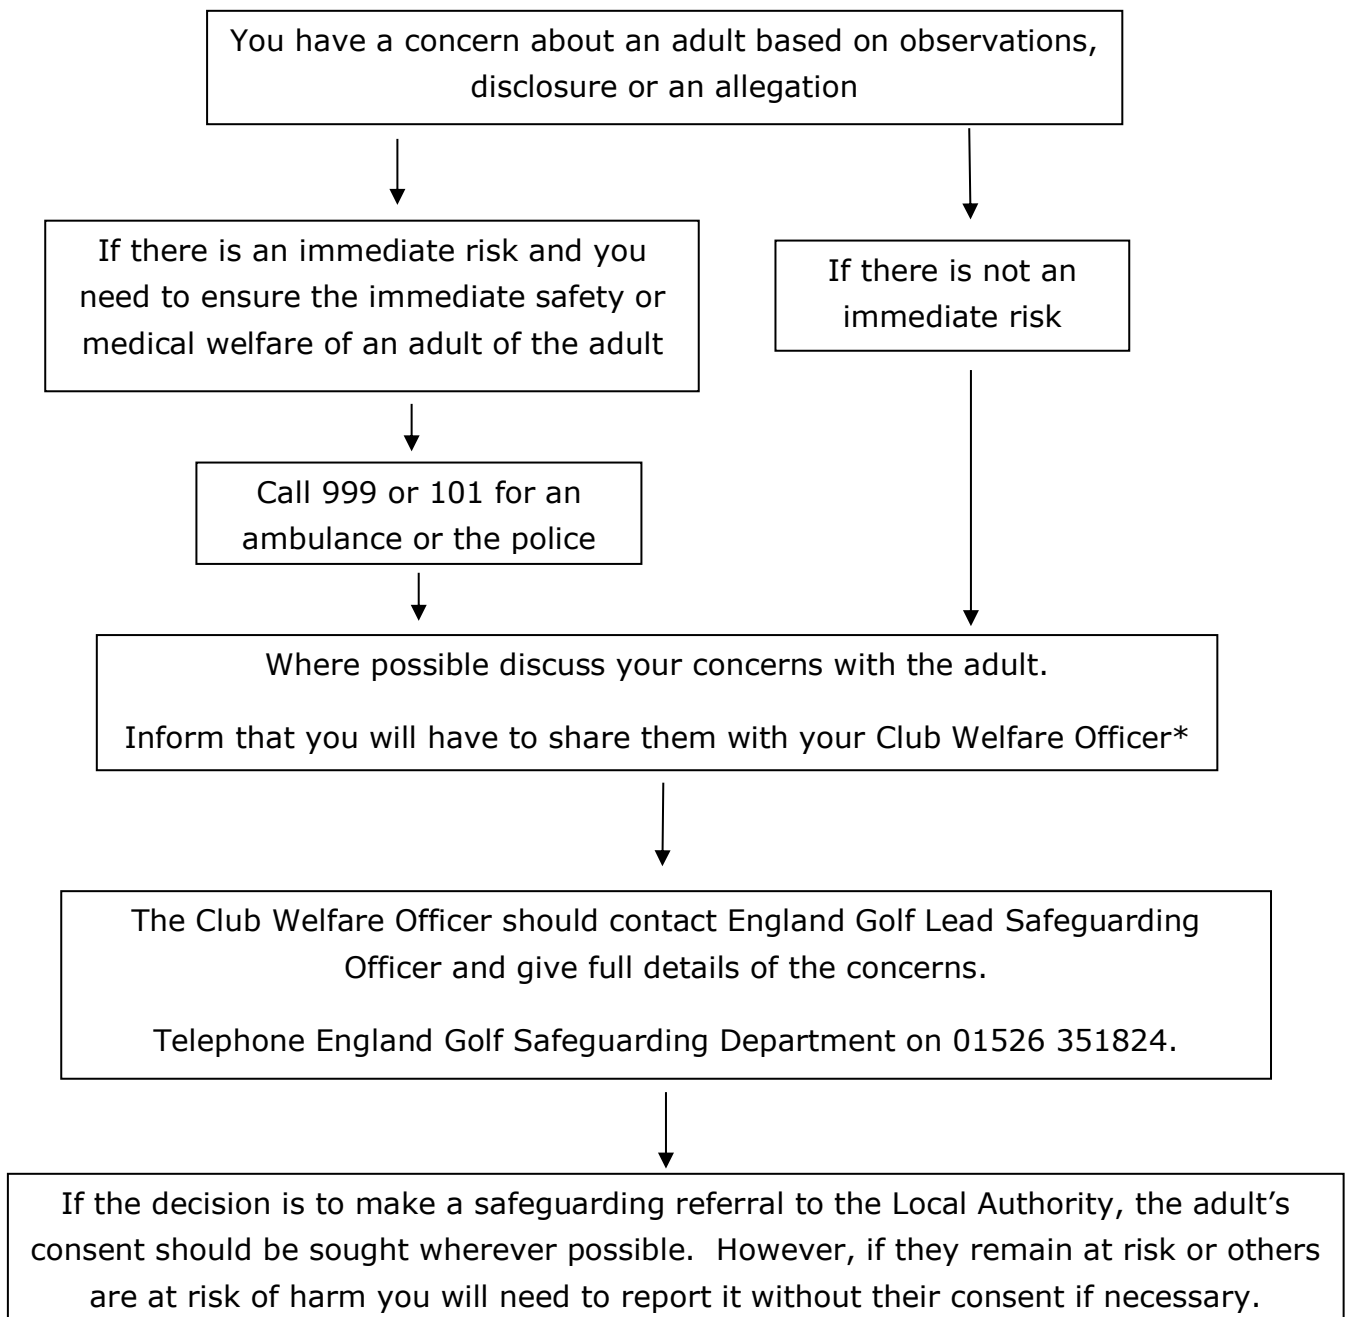 You have a concern about an adult based on observations,
disclosure or an allegation
If there is an immediate risk and you
need to ensure the immediate safety or
medical welfare of an adult of the adult
If there is not an
immediate risk
Call 999 or 101 for an
ambulance or the police
Where possible discuss your concerns with the adult.
Inform that you will have to share them with your Club Welfare Officer*
The Club Welfare Officer should contact England Golf Lead Safeguarding
Officer and give full details of the concerns.
Telephone England Golf Safeguarding Department on 01526 351824.
If the decision is to make a safeguarding referral to the Local Authority, the adult’s
consent should be sought wherever possible.  However, if they remain at risk or others
are at risk of harm you will need to report it without their consent if necessary.